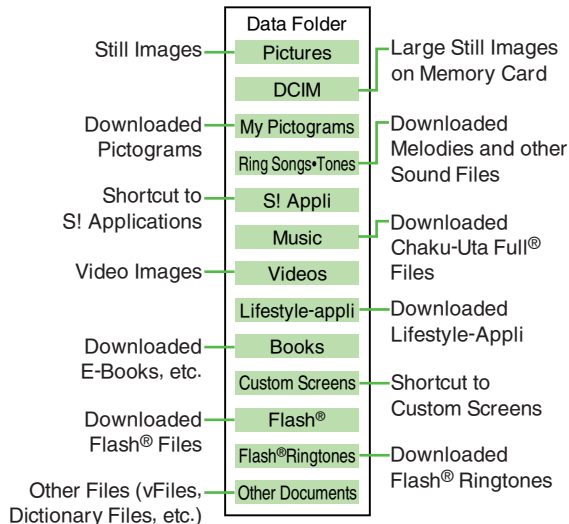 Data Folder
Still Images
Pictures
Large Still Images
on Memory Card
DCIM
Downloaded
Pictograms
My Pictograms
Downloaded
Melodies and other
Sound Files
Ring Songs•Tones
Shortcut to
S! Applications
S! Appli
Music
Downloaded
Chaku-Uta Full®
Files
Video Images
Videos
Lifestyle-appli
Downloaded
Lifestyle-Appli
Downloaded
E-Books, etc.
Books
Custom Screens
Shortcut to
Custom Screens
Downloaded
Flash® Files
Flash®
Flash®Ringtones
Downloaded
Flash® Ringtones
Other Files (vFiles,
Dictionary Files, etc.)
Other Documents